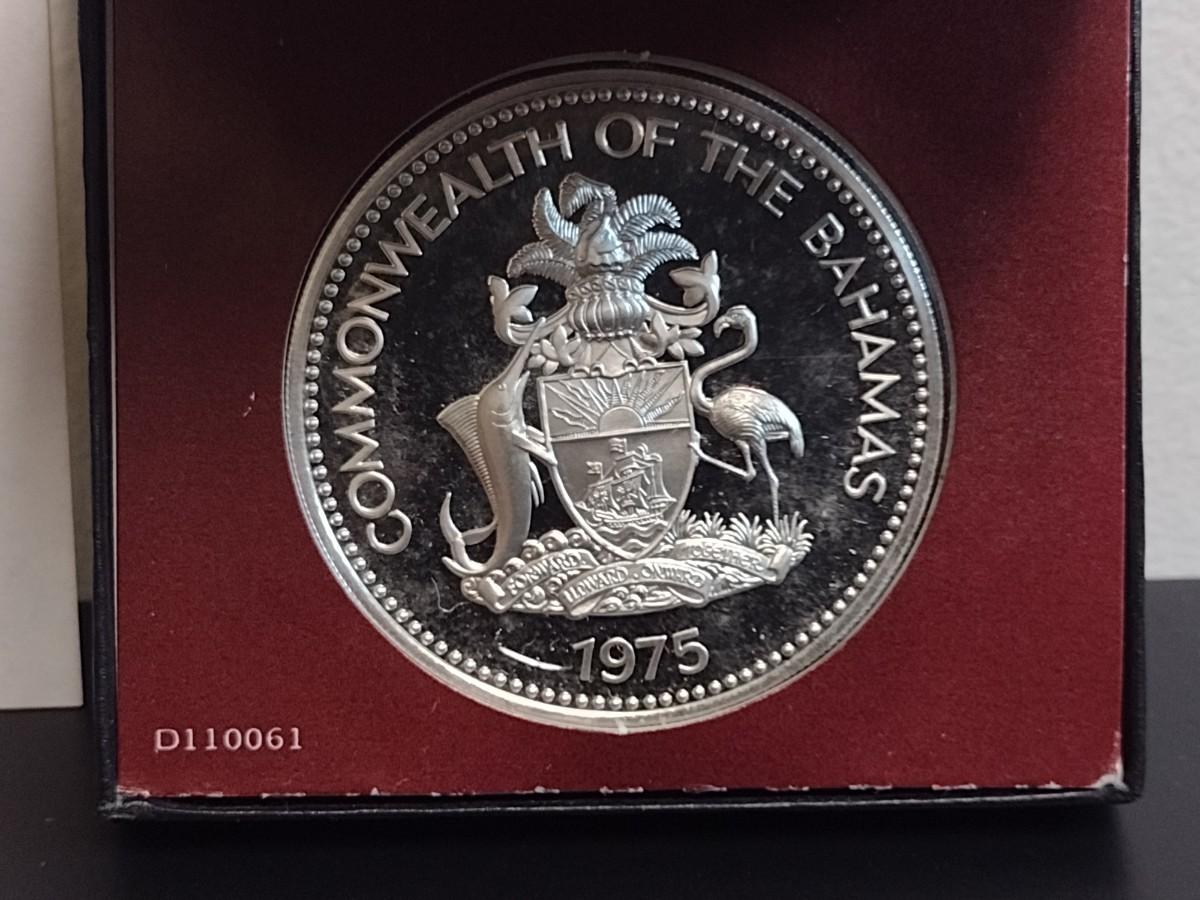 COMMONWEALTH OF THE BAHAMAS
FORWARD UPWARD ONWARD TOGETHER
1975
D110061